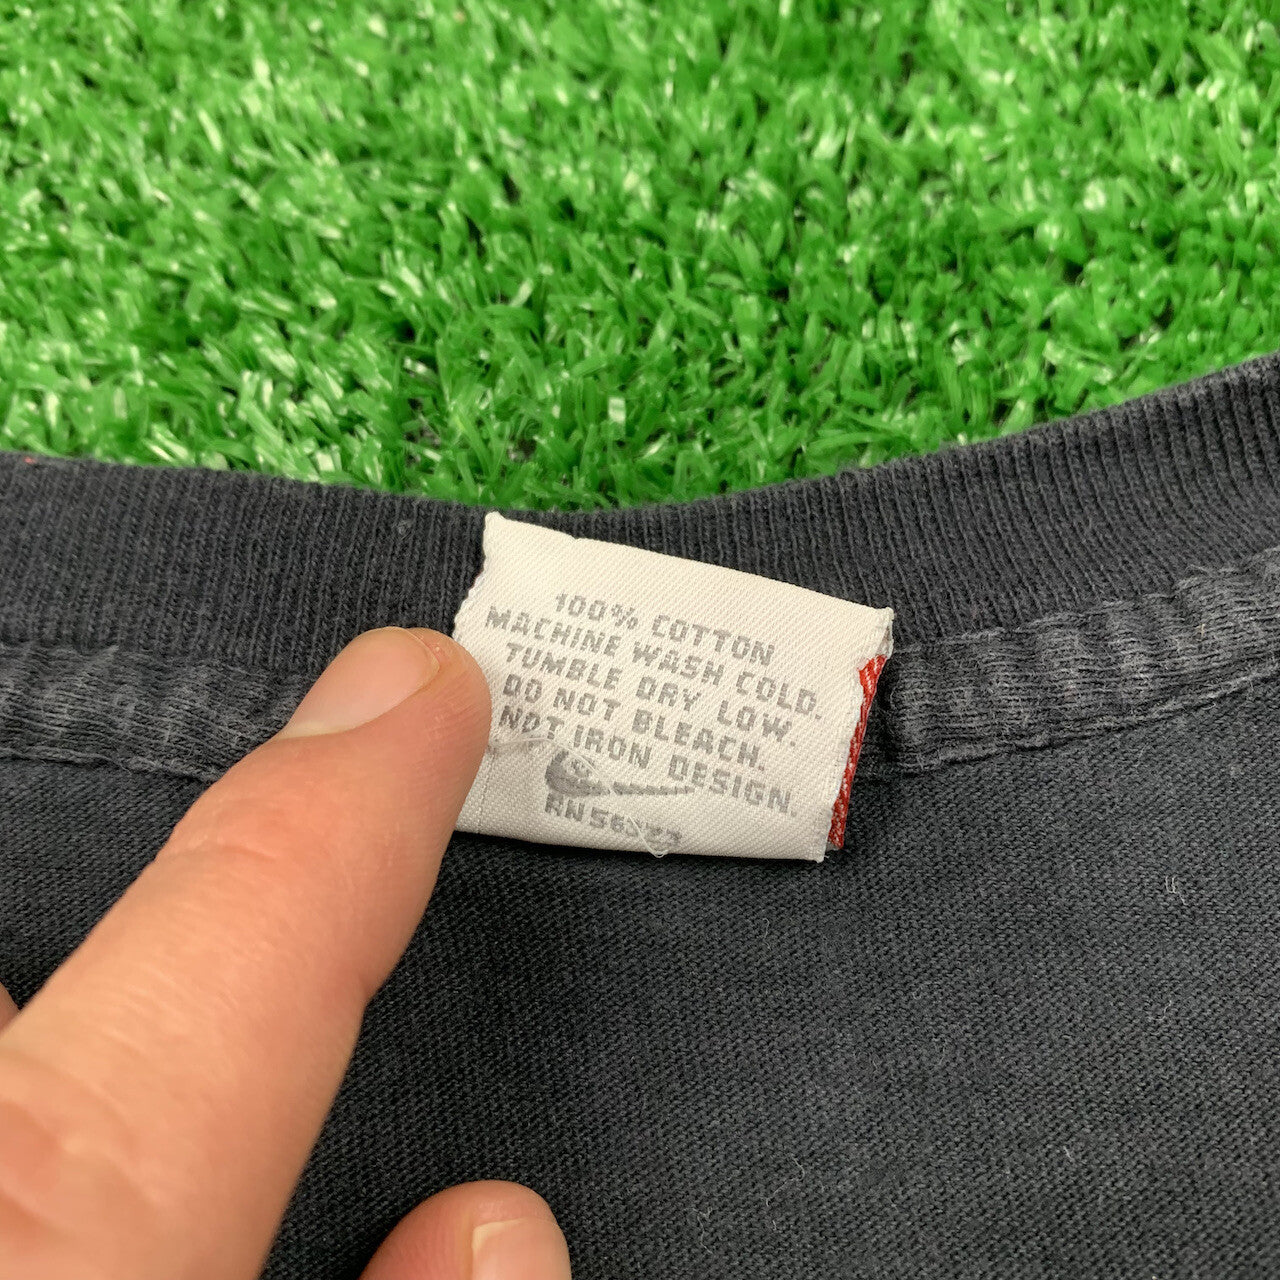 100% COTTON
MACHINE WASH COLD.
TUMBLE DRY LOW.
DO NOT BLEACH.
NOT IRON DESIGN.